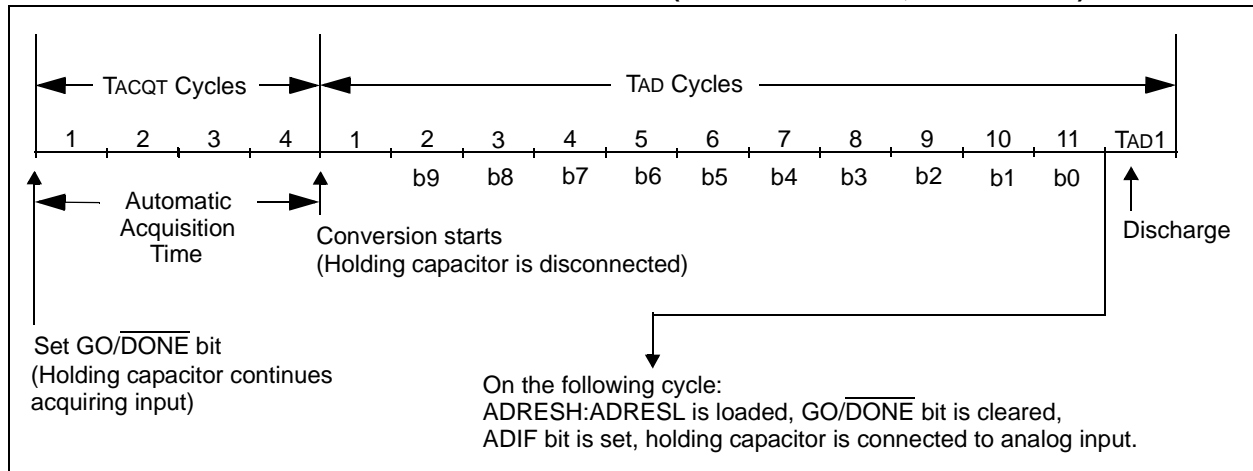 TACQT Cycles
TAD Cycles
1 2 3 4 1 2 3 4 5 6 7 8 9 10 11 TAD1
b9 b8 b7 b6 b5 b4 b3 b2 b1 b0
Automatic
Acquisition
Time
Conversion starts
(Holding capacitor is disconnected)
Discharge
Set GO/DONE bit
(Holding capacitor continues
acquiring input)
On the following cycle:
ADRESH:ADRESL is loaded, GO/DONE bit is cleared,
ADIF bit is set, holding capacitor is connected to analog input.